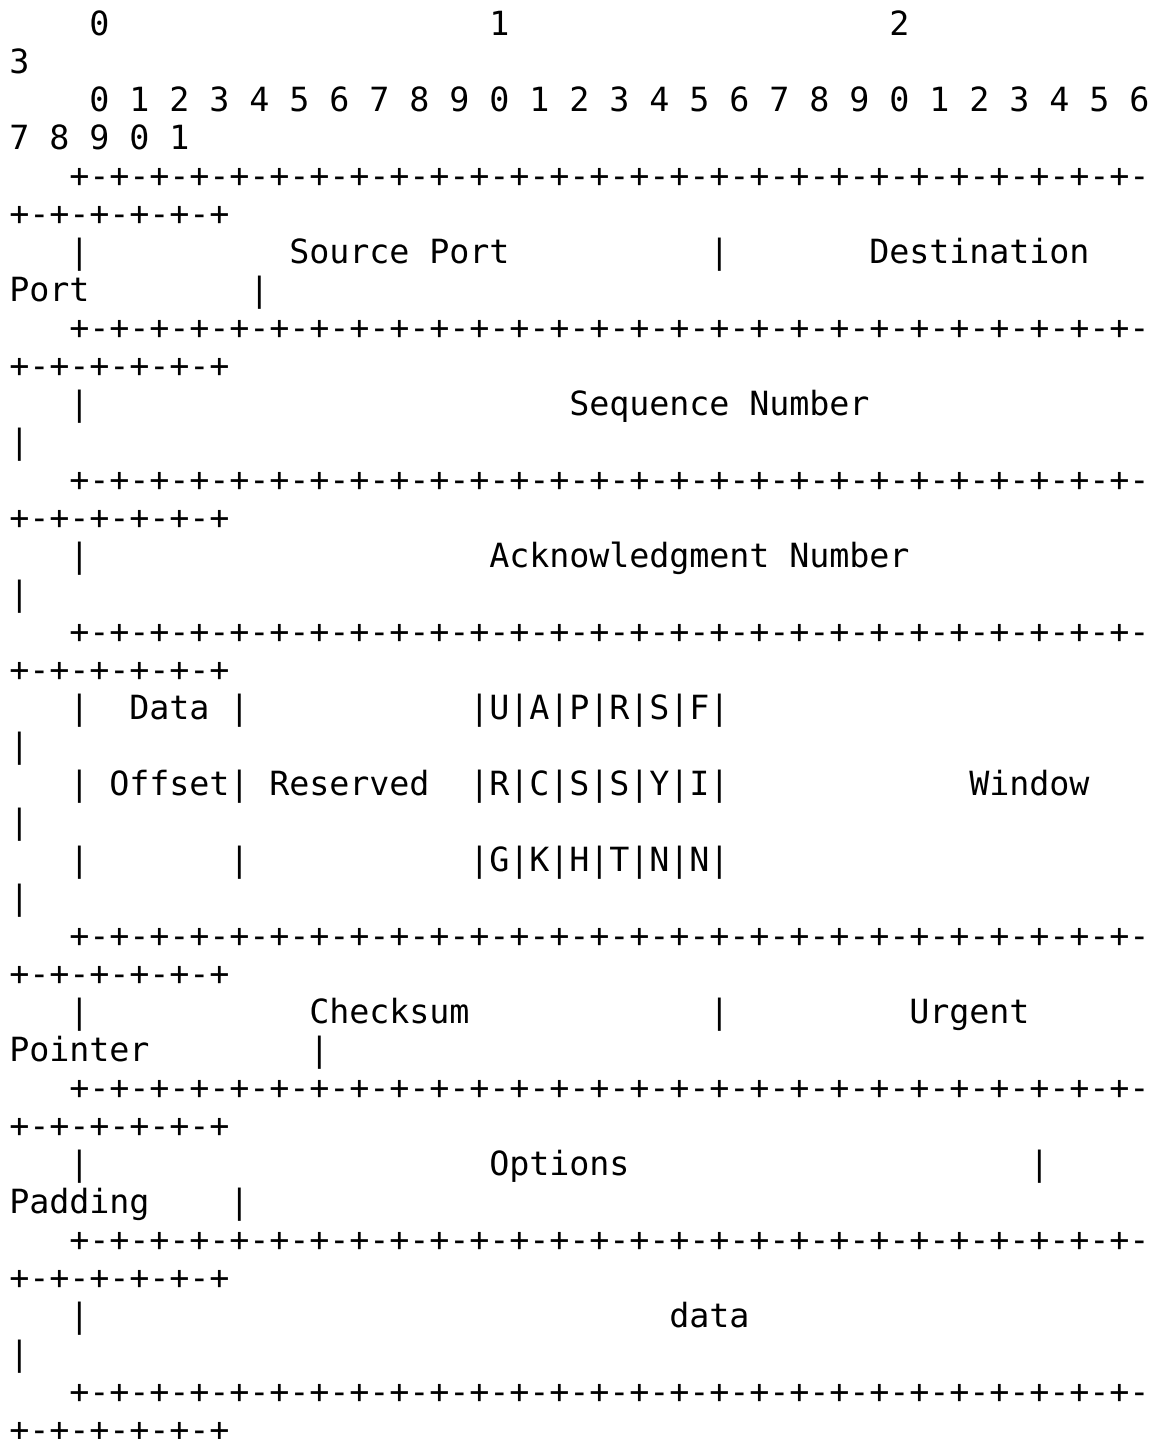 0                   1                   2
3
    0 1 2 3 4 5 6 7 8 9 0 1 2 3 4 5 6 7 8 9 0 1 2 3 4 5 6
7 8 9 0 1
   +-+-+-+-+-+-+-+-+-+-+-+-+-+-+-+-+-+-+-+-+-+-+-+-+-+-+-
+-+-+-+-+-+
   |          Source Port          |       Destination
Port        |
   +-+-+-+-+-+-+-+-+-+-+-+-+-+-+-+-+-+-+-+-+-+-+-+-+-+-+-
+-+-+-+-+-+
   |                        Sequence Number
|
   +-+-+-+-+-+-+-+-+-+-+-+-+-+-+-+-+-+-+-+-+-+-+-+-+-+-+-
+-+-+-+-+-+
   |                    Acknowledgment Number
|
   +-+-+-+-+-+-+-+-+-+-+-+-+-+-+-+-+-+-+-+-+-+-+-+-+-+-+-
+-+-+-+-+-+
   |  Data |           |U|A|P|R|S|F|
|
   | Offset| Reserved  |R|C|S|S|Y|I|            Window
|
   |       |           |G|K|H|T|N|N|
|
   +-+-+-+-+-+-+-+-+-+-+-+-+-+-+-+-+-+-+-+-+-+-+-+-+-+-+-
+-+-+-+-+-+
   |           Checksum            |         Urgent
Pointer        |
   +-+-+-+-+-+-+-+-+-+-+-+-+-+-+-+-+-+-+-+-+-+-+-+-+-+-+-
+-+-+-+-+-+
   |                    Options                    |
Padding    |
   +-+-+-+-+-+-+-+-+-+-+-+-+-+-+-+-+-+-+-+-+-+-+-+-+-+-+-
+-+-+-+-+-+
   |                             data
|
   +-+-+-+-+-+-+-+-+-+-+-+-+-+-+-+-+-+-+-+-+-+-+-+-+-+-+-
+-+-+-+-+-+